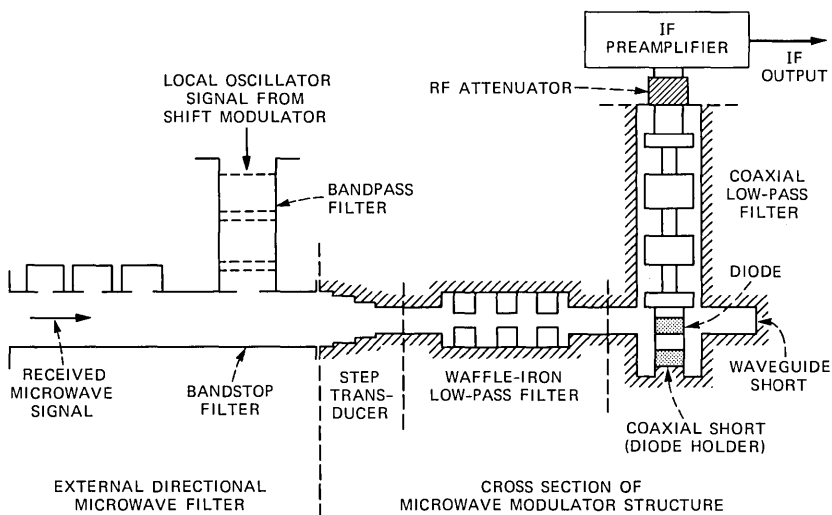 IF
PREAMPLIFIER
IF
OUTPUT
LOCAL OSCILLATOR
SIGNAL FROM
SHIFT MODULATOR
RF ATTENUATOR
BANDPASS
FILTER
COAXIAL
LOW-PASS
FILTER
DIODE
RECEIVED
MICROWAVE
SIGNAL
BANDSTOP
FILTER
STEP
TRANS-
DUCER
WAFFLE-IRON
LOW-PASS FILTER
WAVEGUIDE
SHORT
COAXIAL SHORT
(DIODE HOLDER)
EXTERNAL DIRECTIONAL
MICROWAVE FILTER
CROSS SECTION OF
MICROWAVE MODULATOR STRUCTURE